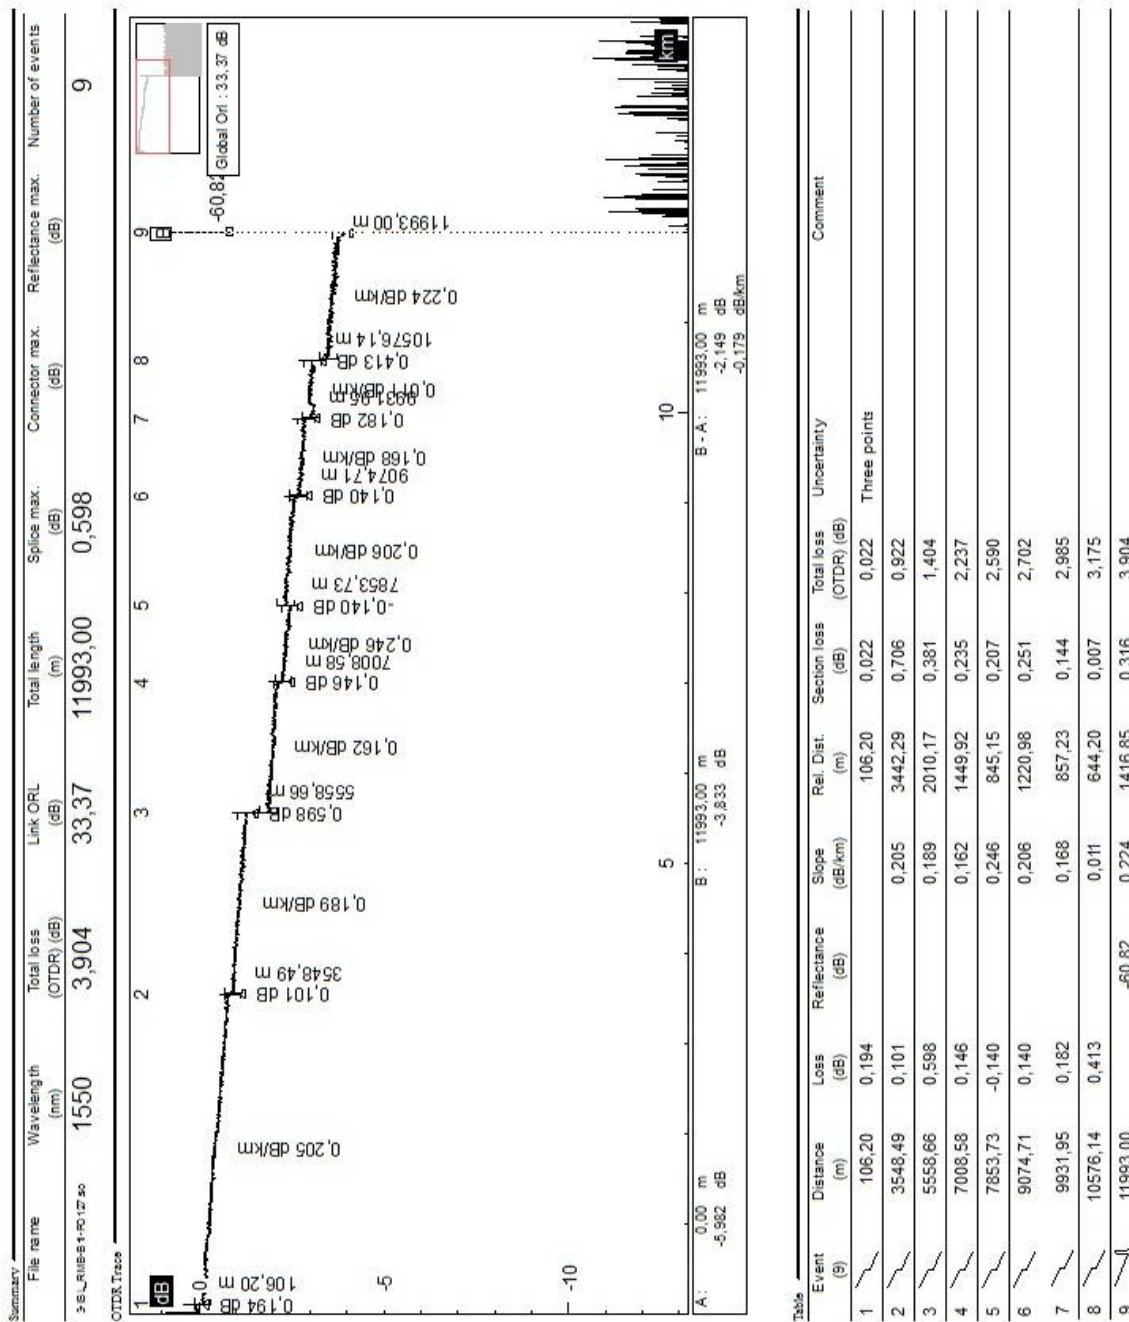 Summary
File name Wavelength (nm) Total loss (OTDR) (dB) Link ORL (dB) Total length (m) Splice max. (dB) Connector max. (dB) Reflectance max. (dB) Number of events
1550 3,904 33,37 11993,00 0,598 9
OTDR Trace
1 2 3 4 5 6 7 8 9
dB
0
-5
-10
5
10
km
Global Orl : 33,37 dB
-60,82
B
0,194 dB
106,20 m
0,205 dB/km
0,101 dB
3548,49 m
0,189 dB/km
0,598 dB
5558,66 m
0,162 dB/km
0,146 dB
7008,58 m
0,246 dB/km
-0,140 dB
7853,73 m
0,206 dB/km
0,140 dB
9074,71 m
0,168 dB/km
0,182 dB
9931,95 m
0,011 dB/km
0,413 dB
10576,14 m
0,224 dB/km
11993,00 m
A : 0,00 m B : 11993,00 m B - A : 11993,00 m
-5,982 dB -3,833 dB -2,149 dB
-0,179 dB/km
Table
Event (9) Distance (m) Loss (dB) Reflectance (dB) Slope (dB/km) Rel. Dist. (m) Section loss (dB) Total loss (OTDR) (dB) Uncertainty Comment
1 106,20 0,194 106,20 0,022 0,022 Three points
2 3548,49 0,101 0,205 3442,29 0,706 0,922
3 5558,66 0,598 0,189 2010,17 0,381 1,404
4 7008,58 0,146 0,162 1449,92 0,235 2,237
5 7853,73 -0,140 0,246 845,15 0,207 2,590
6 9074,71 0,140 0,206 1220,98 0,251 2,702
7 9931,95 0,182 0,168 857,23 0,144 2,985
8 10576,14 0,413 0,011 644,20 0,007 3,175
9 11993,00 -60,82 0,224 1416,85 0,316 3,904